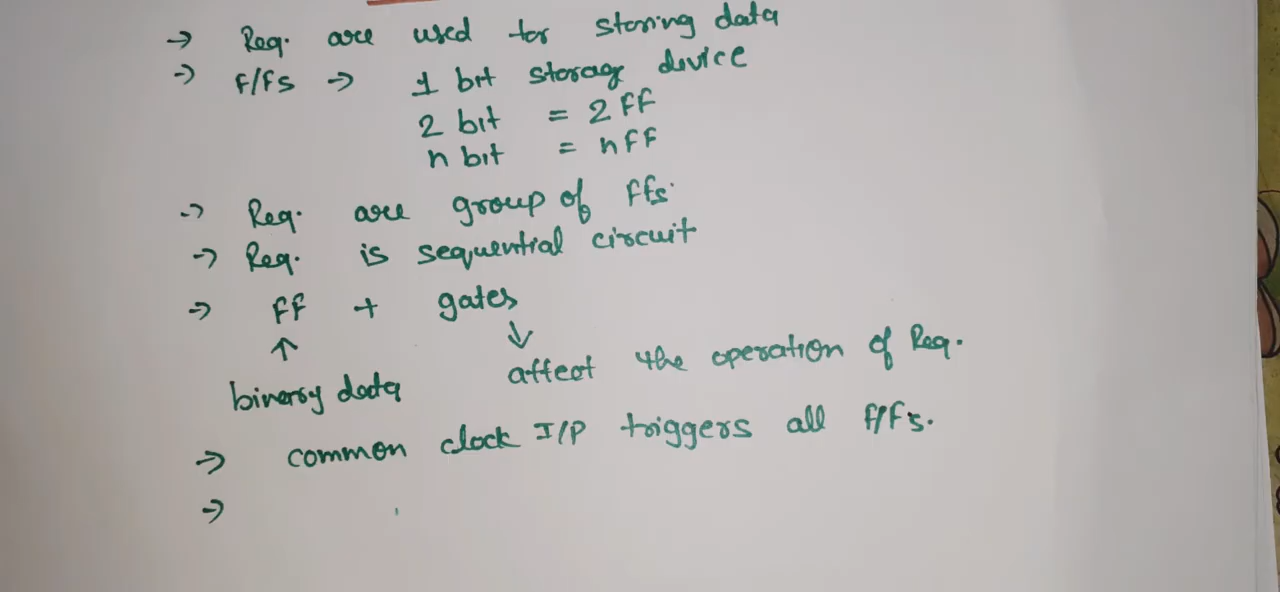 → Reg. are used for storing data
→ F/Fs → 1 bit storage device
2 bit = 2 FF
n bit = n FF
→ Reg. are group of FFs.
→ Reg. is sequential circuit
→ FF + gates
↑ ↓
binary data affect the operation of Reg.
→ common clock I/P triggers all F/Fs.
→